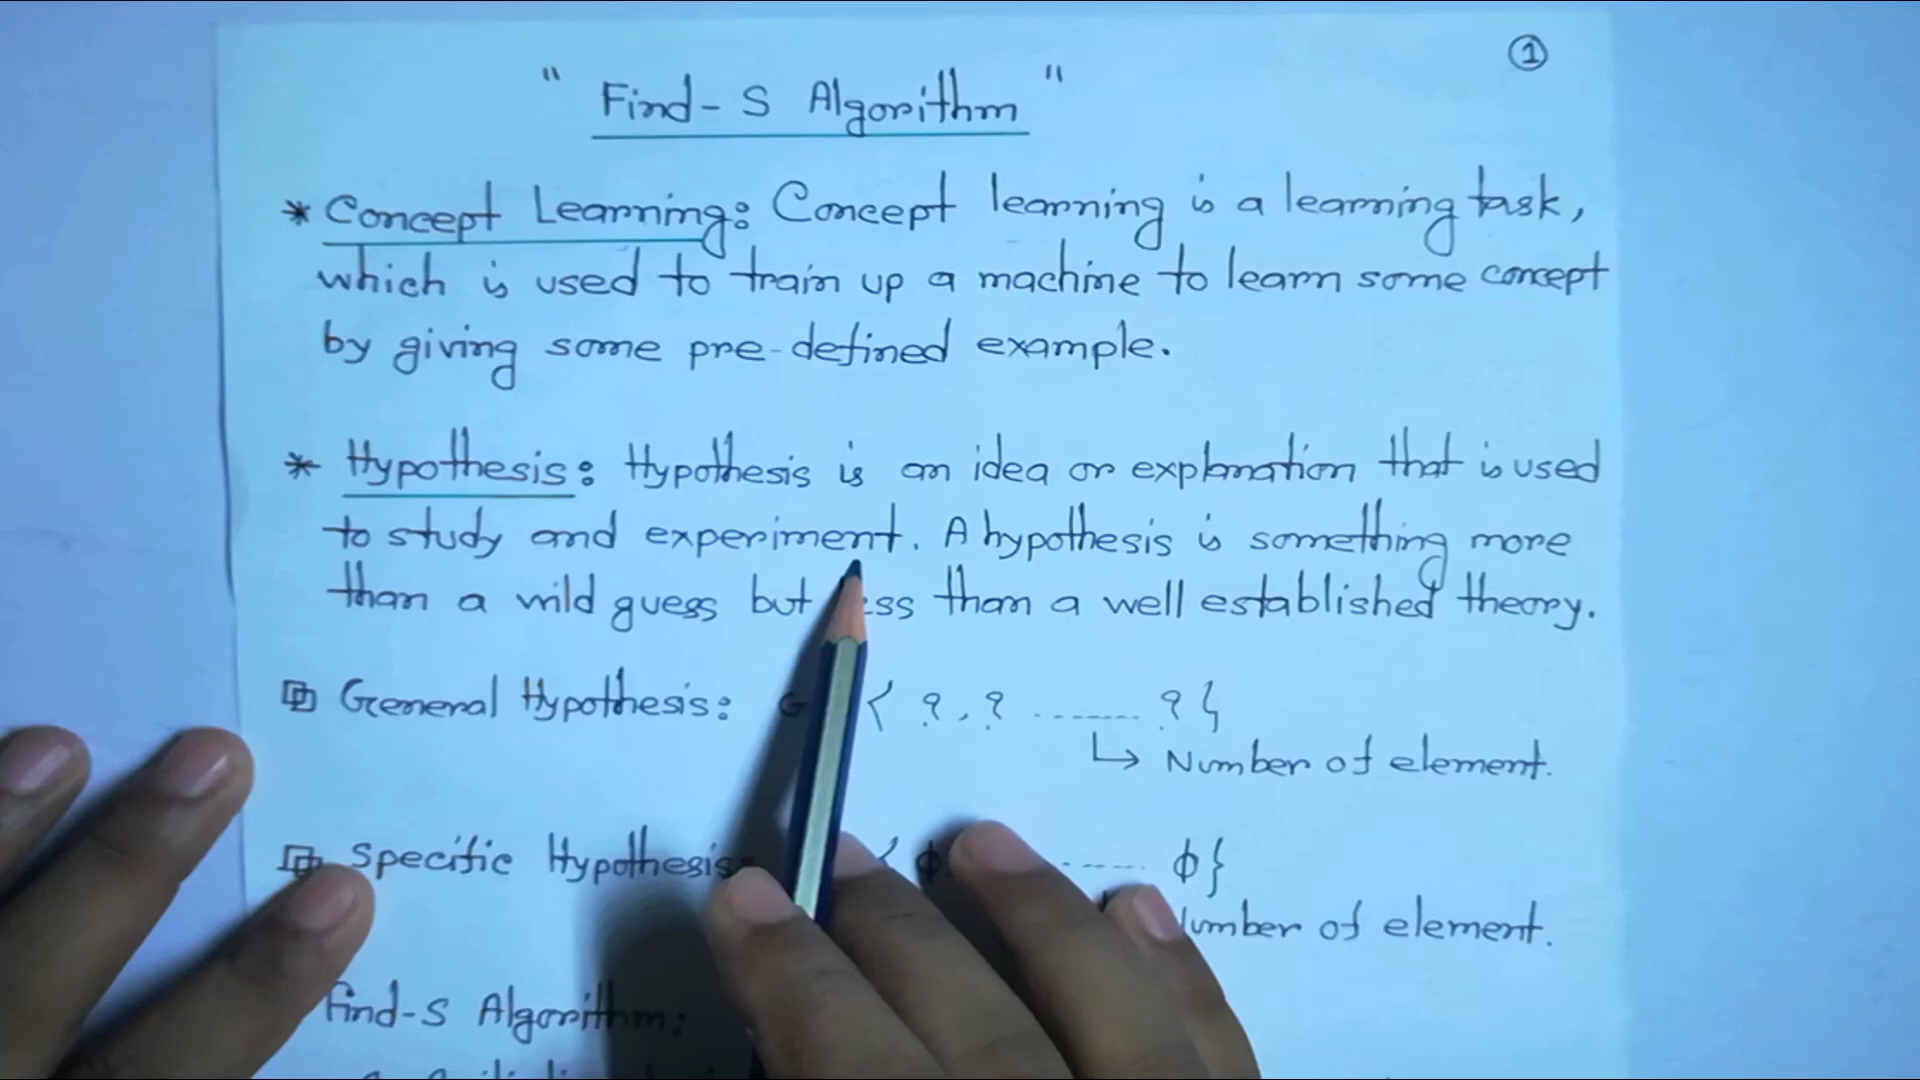 ①
" Find-S Algorithm "
* Concept Learning: Concept learning is a learning task,
which is used to train up a machine to learn some concept
by giving some pre-defined example.
* Hypothesis: Hypothesis is an idea or explanation that is used
to study and experiment. A hypothesis is something more
than a wild guess but than a well established theory.
General Hypothesis: G { ?, ? ........ ? }
↳ Number of element.
Specific Hypothesis { ϕ ----- ϕ }
Number of element.
Find-S Algorithm: